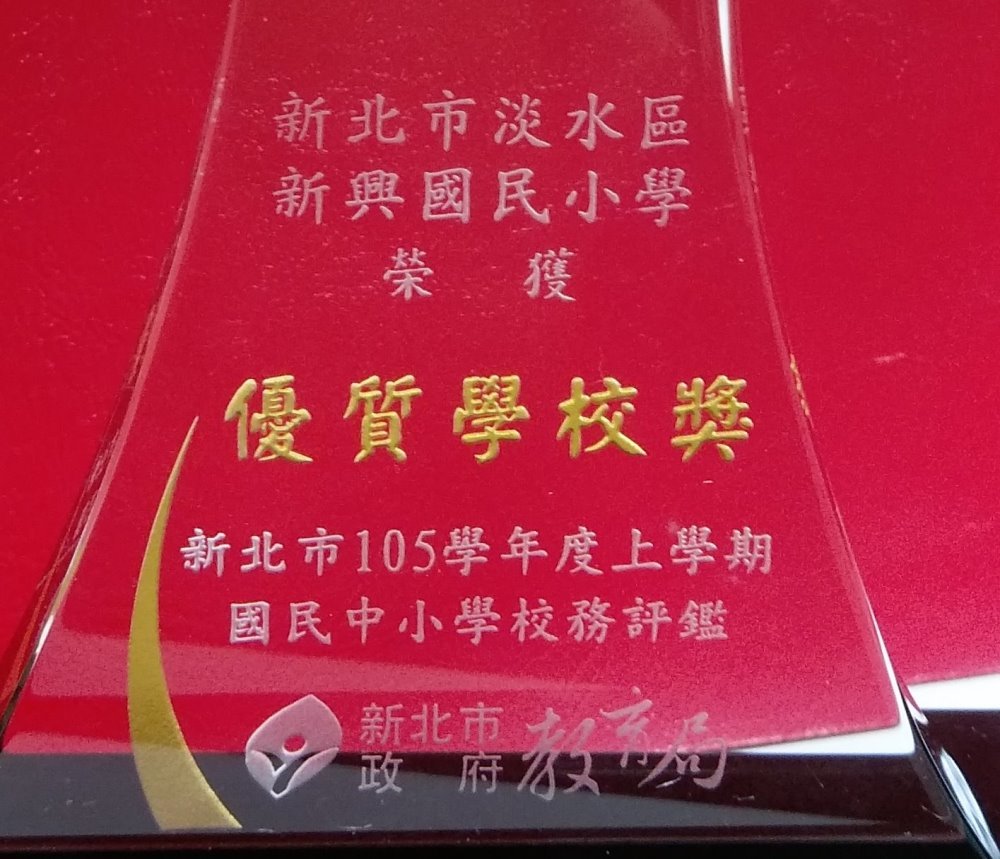 新北市淡水區
新興國民小學
榮 獲
優質學校獎
新北市105學年度上學期
國民中小學校務評鑑
新北市
政府 教育局